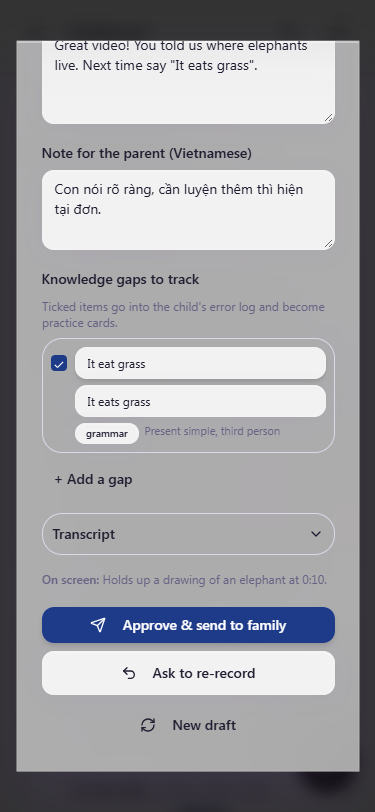 Great video! You told us where elephants
live. Next time say "It eats grass".
Note for the parent (Vietnamese)
Con nói rõ ràng, cần luyện thêm thì hiện
tại đơn.
Knowledge gaps to track
Ticked items go into the child's error log and become
practice cards.
It eat grass
It eats grass
grammar Present simple, third person
+ Add a gap
Transcript
On screen: Holds up a drawing of an elephant at 0:10.
Approve & send to family
Ask to re-record
New draft